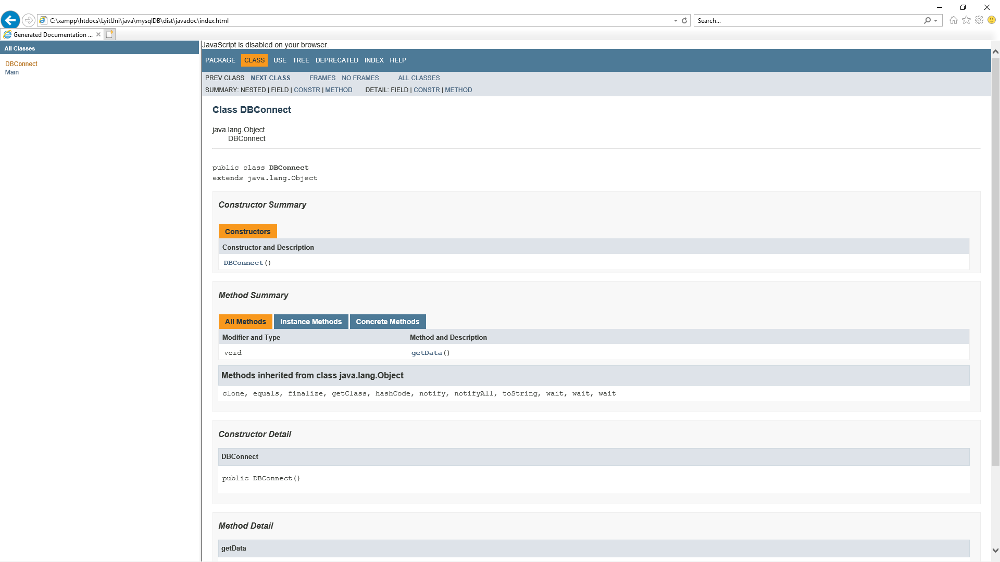 C:\xampp\htdocs\LyitUni\java\mysqlDB\dist\javadoc\index.html
Search...
Generated Documentation ...
All Classes
DBConnect
Main
JavaScript is disabled on your browser.
PACKAGE CLASS USE TREE DEPRECATED INDEX HELP
PREV CLASS NEXT CLASS FRAMES NO FRAMES ALL CLASSES
SUMMARY: NESTED | FIELD | CONSTR | METHOD DETAIL: FIELD | CONSTR | METHOD
Class DBConnect
java.lang.Object
DBConnect
public class DBConnect
extends java.lang.Object
Constructor Summary
Constructors
Constructor and Description
DBConnect()
Method Summary
All Methods Instance Methods Concrete Methods
Modifier and Type Method and Description
void getData()
Methods inherited from class java.lang.Object
clone, equals, finalize, getClass, hashCode, notify, notifyAll, toString, wait, wait, wait
Constructor Detail
DBConnect
public DBConnect()
Method Detail
getData